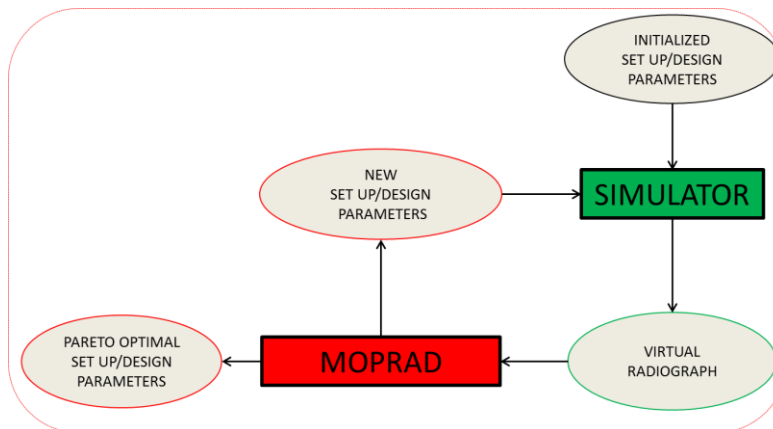 INITIALIZED
SET UP/DESIGN
PARAMETERS
NEW
SET UP/DESIGN
PARAMETERS
SIMULATOR
PARETO OPTIMAL
SET UP/DESIGN
PARAMETERS
MOPRAD
VIRTUAL
RADIOGRAPH